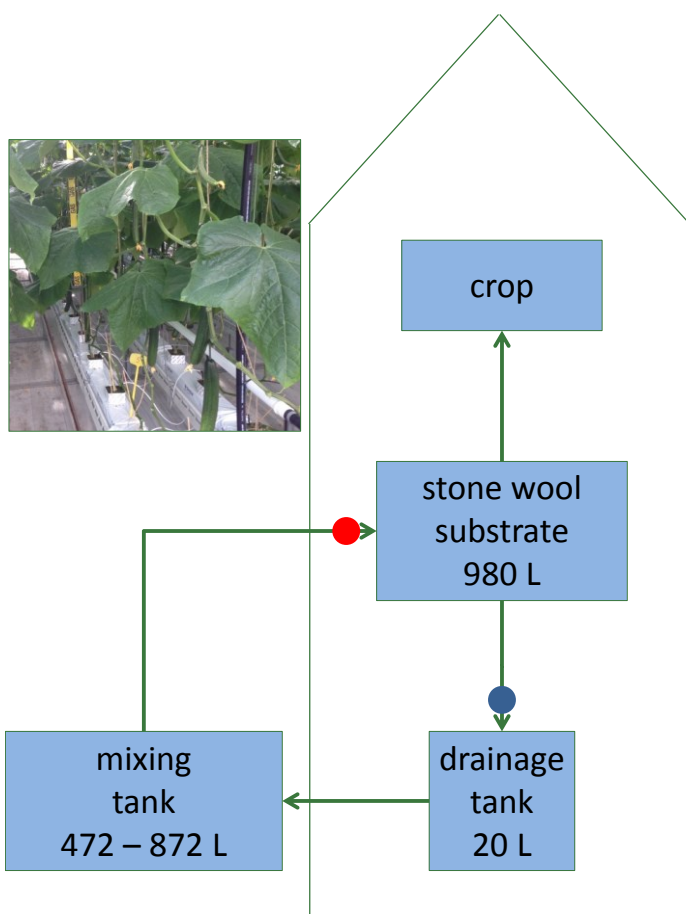 crop
stone wool
substrate
980 L
mixing
tank
472 – 872 L
drainage
tank
20 L